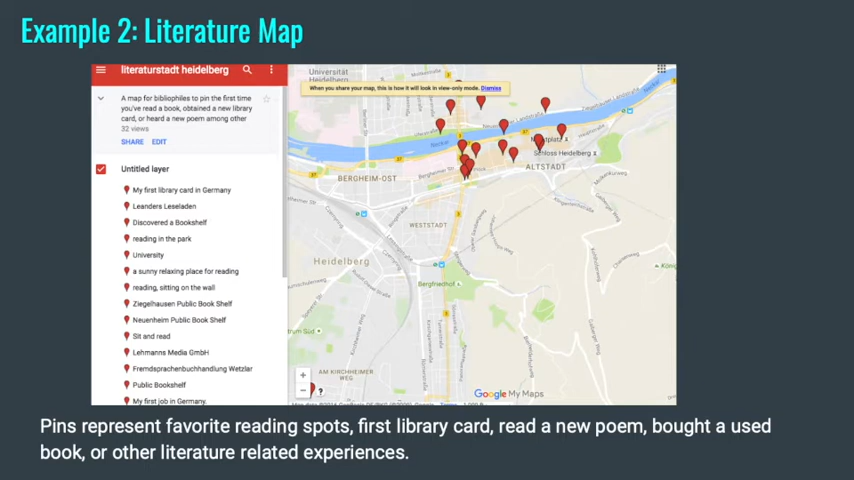 Example 2: Literature Map
literaturstadt heidelberg
A map for bibliophiles to pin the first time
you've read a book, obtained a new library
card, or heard a new poem among other
32 views
SHARE EDIT
Untitled layer
My first library card in Germany
Leanders Leseladen
Discovered a Bookshelf
reading in the park
University
a sunny relaxing place for reading
reading, sitting on the wall
Ziegelhausen Public Book Shelf
Neuenheim Public Book Shelf
Sit and read
Lehmanns Media GmbH
Fremdsprachenbuchhandlung Wetzlar
Public Bookshelf
My first job in Germany.
Universität
Heidelberg
When you share your map, this is how it will look in view-only mode. Dismiss
Neckar
Schloss Heidelberg
ALTSTADT
BERGHEIM-OST
WESTSTADT
Heidelberg
Bergfriedhof
AM KIRCHHEIMER
WEG
Google My Maps
Pins represent favorite reading spots, first library card, read a new poem, bought a used
book, or other literature related experiences.